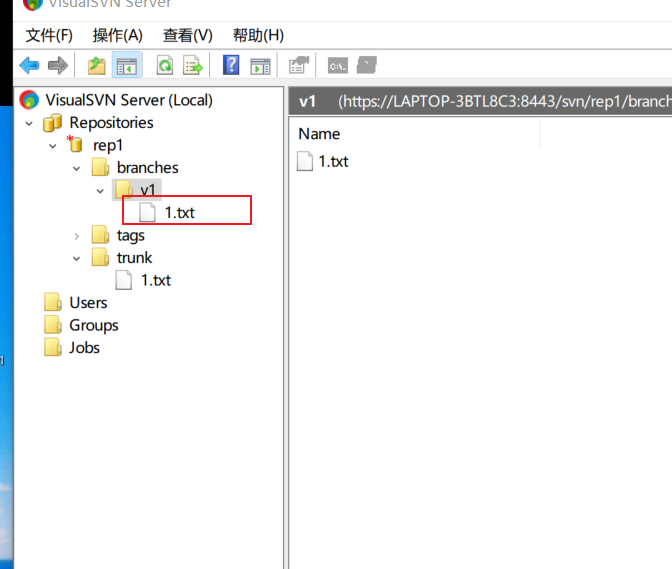 VisualSVN Server
文件(F) 操作(A) 查看(V) 帮助(H)
VisualSVN Server (Local)
Repositories
rep1
branches
v1
1.txt
tags
trunk
1.txt
Users
Groups
Jobs
v1 (https://LAPTOP-3BTL8C3:8443/svn/rep1/branch
Name
1.txt